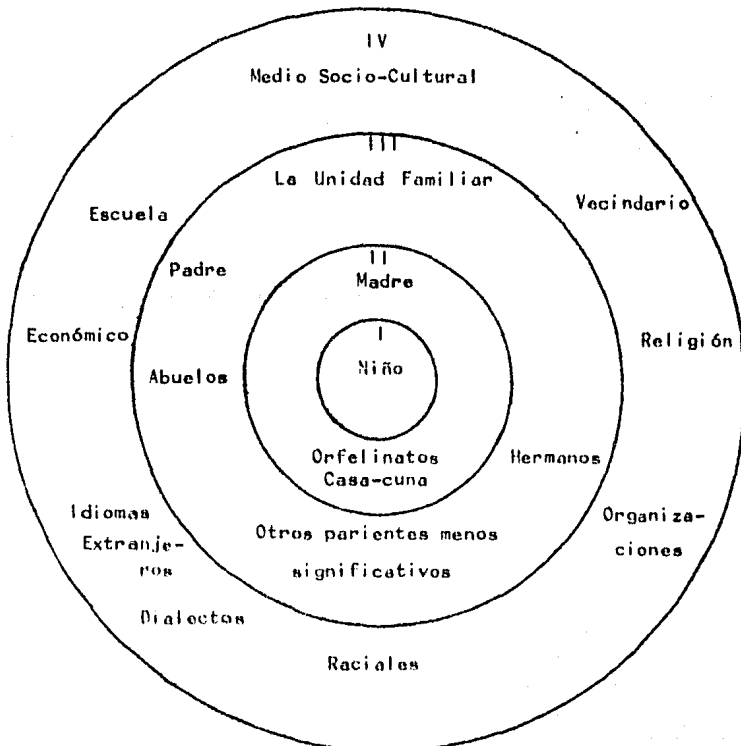 IV
Medio Socio-Cultural
III
La Unidad Familiar
Escuela
Vecindario
Padre
II
Madre
Económico
I
Religión
Niño
Abuelos
Orfelinatos
Hermanos
Casa-cuna
Idiomas
Organiza-
Otros parientes menos
Extranje-
ciones
ros
significativos
Dialectos
Raciales